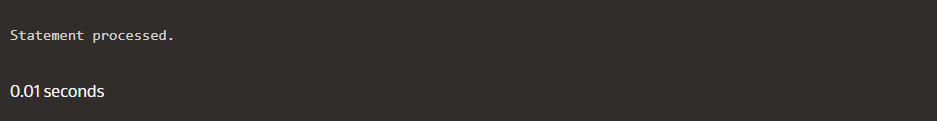 Statement processed.
0.01 seconds